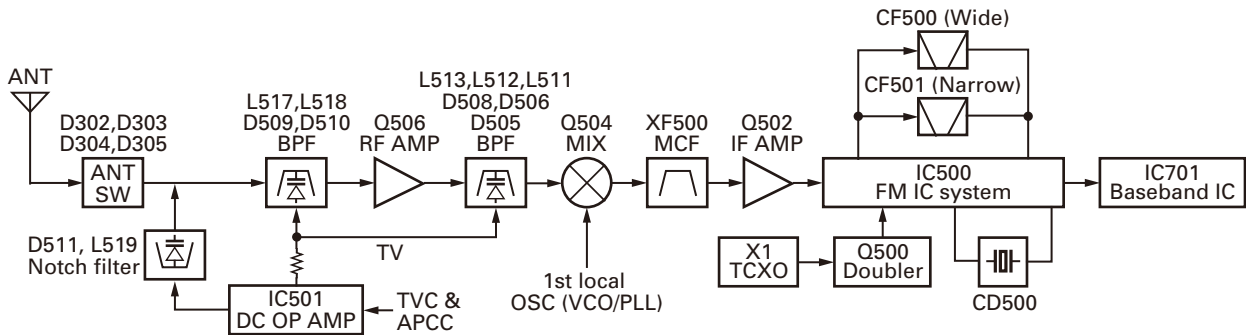 CF500 (Wide)
CF501 (Narrow)
ANT
D302,D303
D304,D305
ANT
SW
L517,L518
D509,D510
BPF
Q506
RF AMP
L513,L512,L511
D508,D506
D505
BPF
Q504
MIX
XF500
MCF
Q502
IF AMP
IC500
FM IC system
IC701
Baseband IC
D511, L519
Notch filter
TV
IC501
DC OP AMP
TVC &
APCC
1st local
OSC (VCO/PLL)
X1
TCXO
Q500
Doubler
CD500